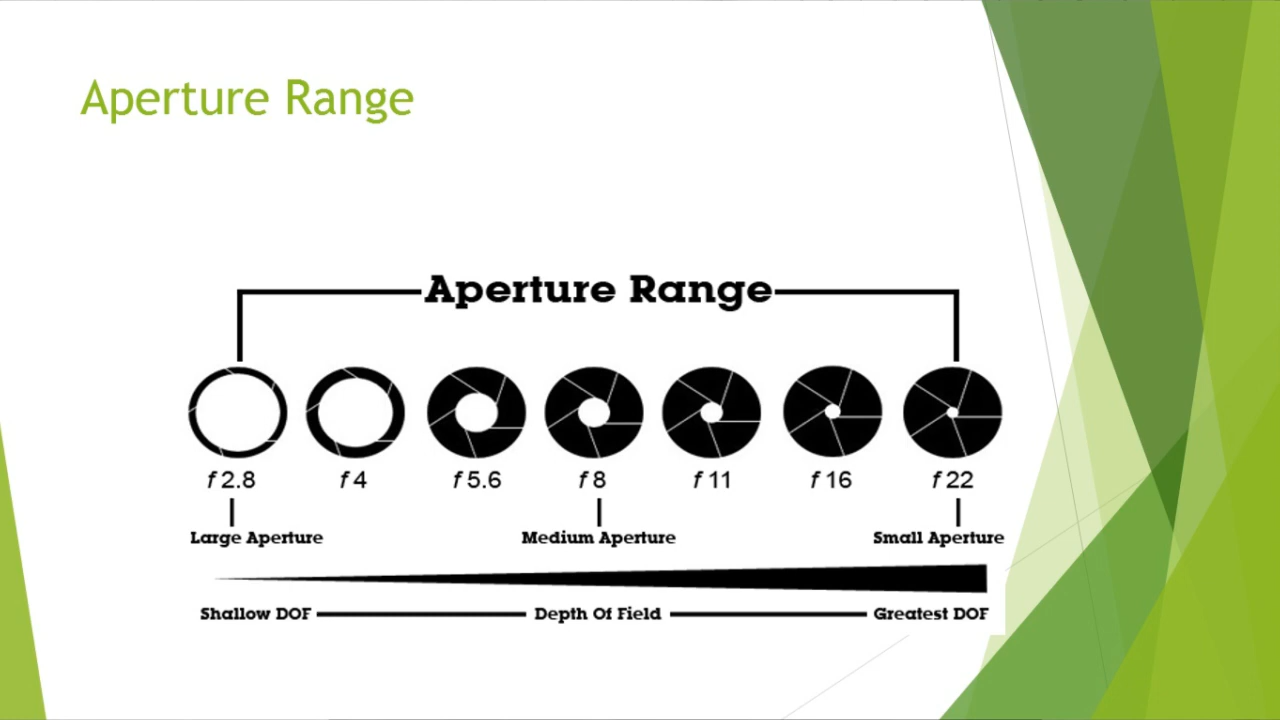 Aperture Range
Aperture Range
f 2.8 f 4 f 5.6 f 8 f 11 f 16 f 22
Large Aperture Medium Aperture Small Aperture
Shallow DOF Depth Of Field Greatest DOF